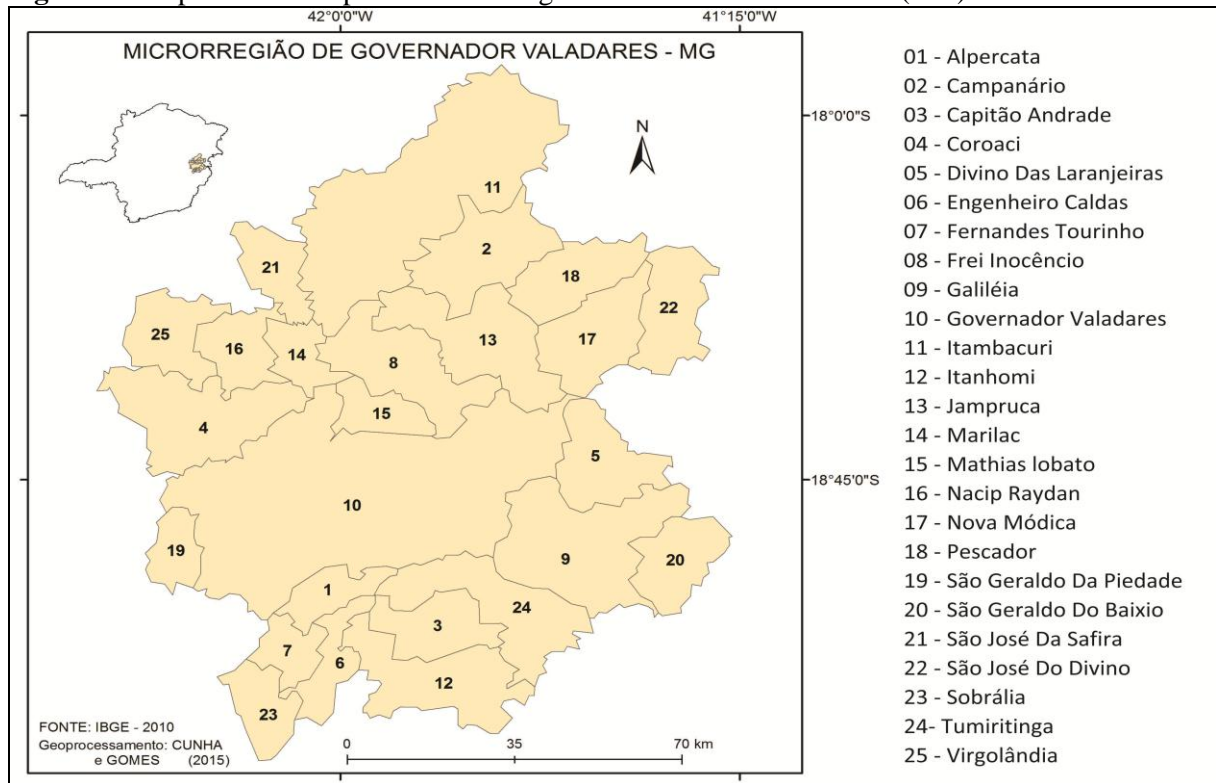 42°0'0"W
41°15'0"W
MICRORREGIÃO DE GOVERNADOR VALADARES - MG
18°0'0"S
N
11
2
21
18
22
25
16
14
13
17
8
15
4
5
18°45'0"S
10
19
9
20
1
24
3
7
6
12
23
FONTE: IBGE - 2010
Geoprocessamento: CUNHA
e GOMES (2015)
0 35 70 km
01 - Alpercata
02 - Campanário
03 - Capitão Andrade
04 - Coroaci
05 - Divino Das Laranjeiras
06 - Engenheiro Caldas
07 - Fernandes Tourinho
08 - Frei Inocêncio
09 - Galiléia
10 - Governador Valadares
11 - Itambacuri
12 - Itanhomi
13 - Jampruca
14 - Marilac
15 - Mathias lobato
16 - Nacip Raydan
17 - Nova Módica
18 - Pescador
19 - São Geraldo Da Piedade
20 - São Geraldo Do Baixio
21 - São José Da Safira
22 - São José Do Divino
23 - Sobrália
24- Tumiritinga
25 - Virgolândia